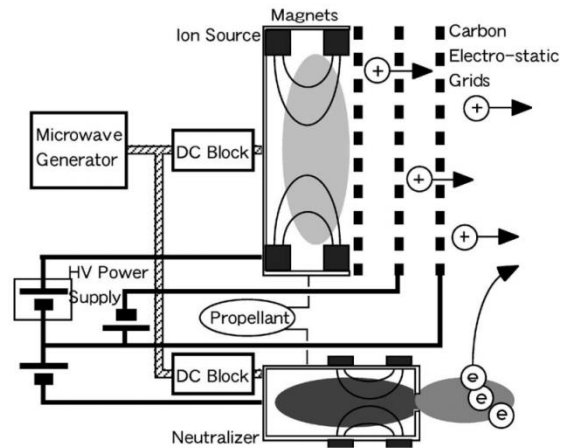 Magnets
Ion Source
Carbon
Electro-static
Grids
+
+
+
+
Microwave
Generator
DC Block
HV Power
Supply
Propellant
DC Block
e
e
e
Neutralizer